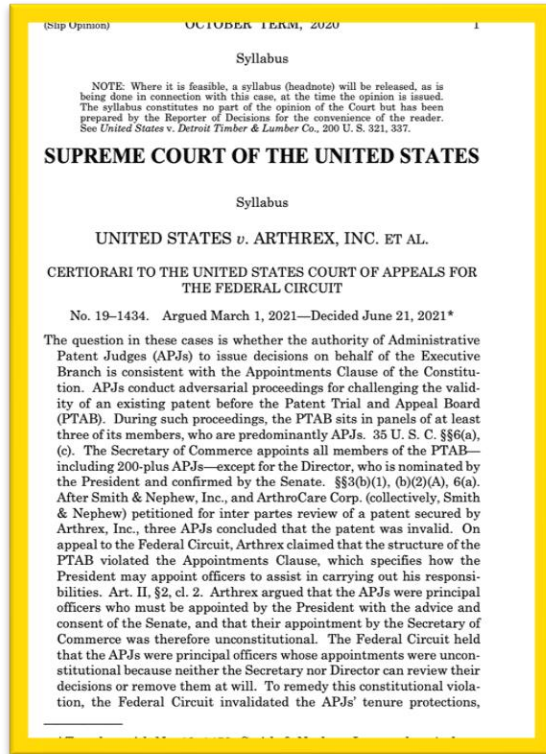 (Slip Opinion) OCTOBER TERM, 2020 1
Syllabus
NOTE: Where it is feasible, a syllabus (headnote) will be released, as is
being done in connection with this case, at the time the opinion is issued.
The syllabus constitutes no part of the opinion of the Court but has been
prepared by the Reporter of Decisions for the convenience of the reader.
See United States v. Detroit Timber & Lumber Co., 200 U. S. 321, 337.
SUPREME COURT OF THE UNITED STATES
Syllabus
UNITED STATES v. ARTHREX, INC. ET AL.
CERTIORARI TO THE UNITED STATES COURT OF APPEALS FOR
THE FEDERAL CIRCUIT
No. 19–1434. Argued March 1, 2021—Decided June 21, 2021*
The question in these cases is whether the authority of Administrative
Patent Judges (APJs) to issue decisions on behalf of the Executive
Branch is consistent with the Appointments Clause of the Constitu-
tion. APJs conduct adversarial proceedings for challenging the valid-
ity of an existing patent before the Patent Trial and Appeal Board
(PTAB). During such proceedings, the PTAB sits in panels of at least
three of its members, who are predominantly APJs. 35 U. S. C. §§6(a),
(c). The Secretary of Commerce appoints all members of the PTAB—
including 200-plus APJs—except for the Director, who is nominated by
the President and confirmed by the Senate. §§3(b)(1), (b)(2)(A), 6(a).
After Smith & Nephew, Inc., and ArthroCare Corp. (collectively, Smith
& Nephew) petitioned for inter partes review of a patent secured by
Arthrex, Inc., three APJs concluded that the patent was invalid. On
appeal to the Federal Circuit, Arthrex claimed that the structure of the
PTAB violated the Appointments Clause, which specifies how the
President may appoint officers to assist in carrying out his responsi-
bilities. Art. II, §2, cl. 2. Arthrex argued that the APJs were principal
officers who must be appointed by the President with the advice and
consent of the Senate, and that their appointment by the Secretary of
Commerce was therefore unconstitutional. The Federal Circuit held
that the APJs were principal officers whose appointments were uncon-
stitutional because neither the Secretary nor Director can review their
decisions or remove them at will. To remedy this constitutional viola-
tion, the Federal Circuit invalidated the APJs' tenure protections,